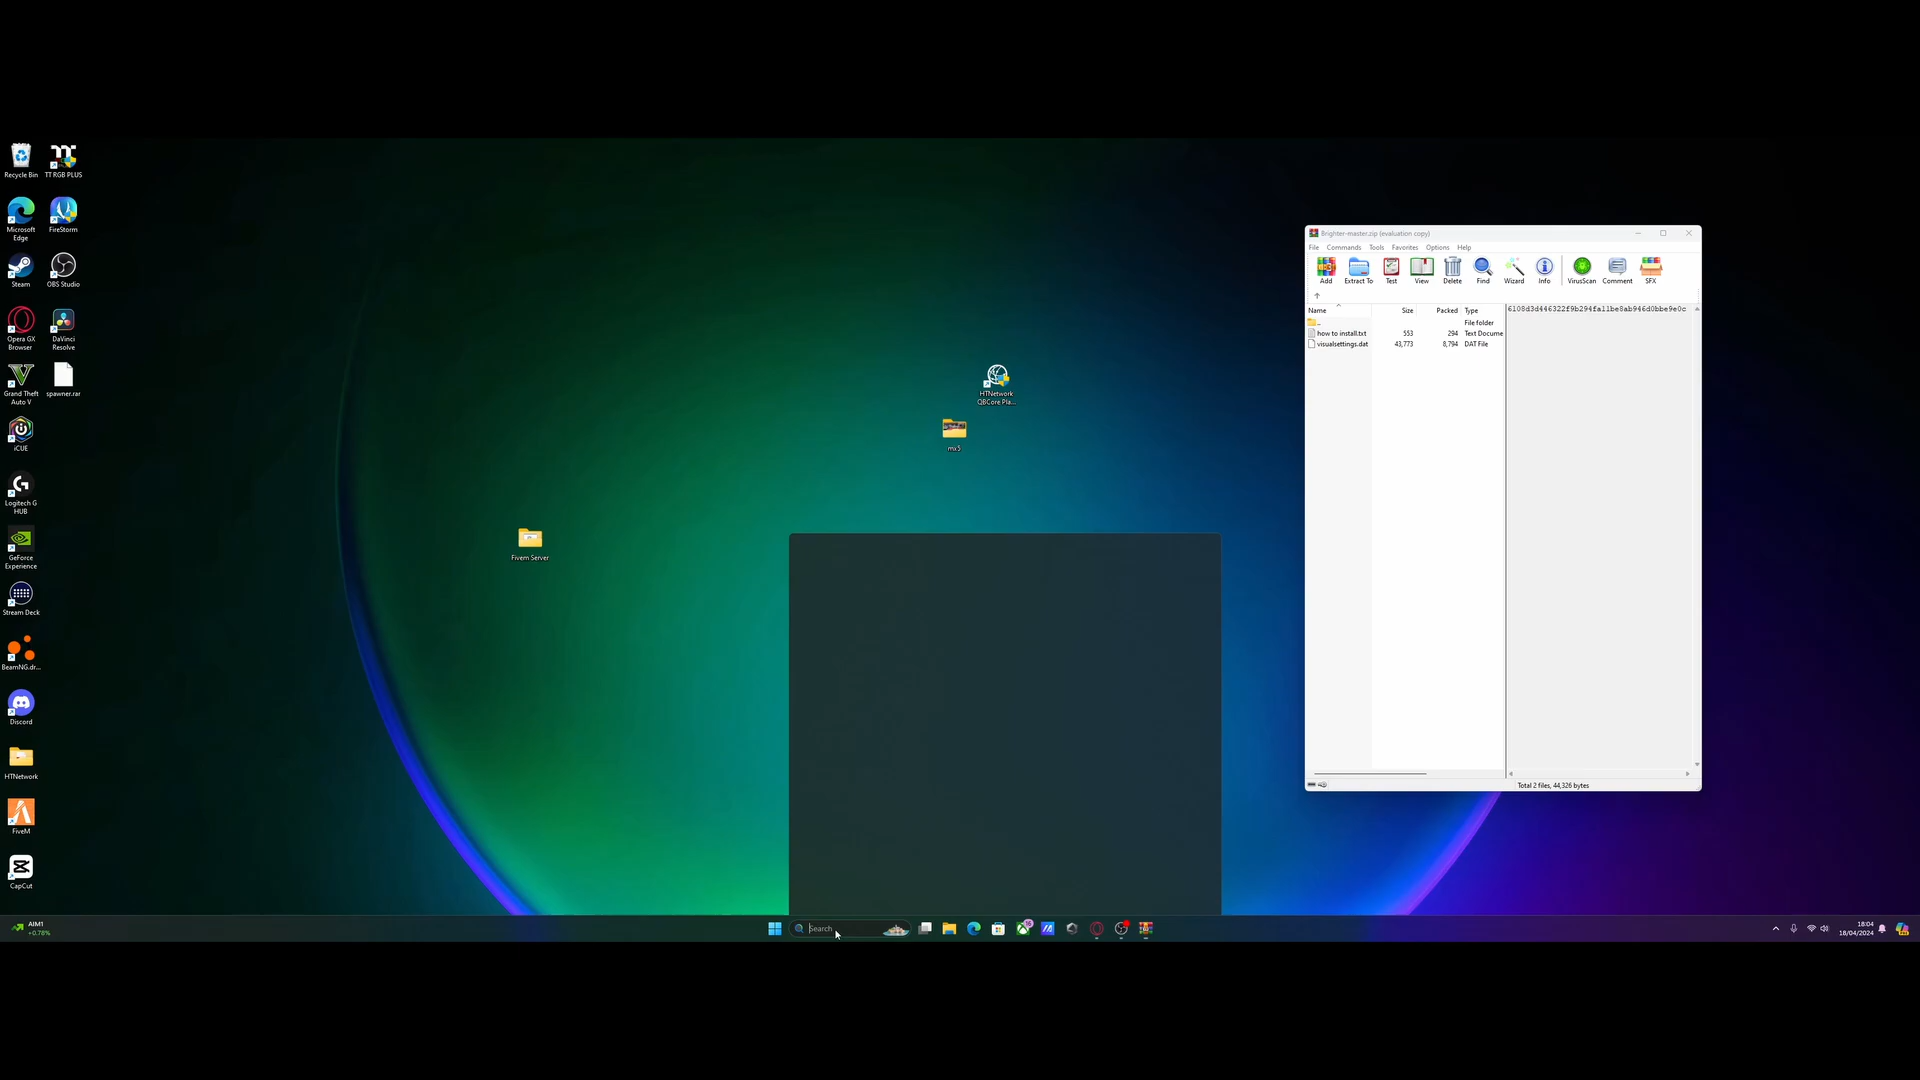 Recycle Bin
TT RGB PLUS
Microsoft
Edge
FireStorm
Steam
OBS Studio
Opera GX
Browser
DaVinci
Resolve
Grand Theft
Auto V
spawner.rar
iCUE
Logitech G
HUB
GeForce
Experience
Stream Deck
BeamNG.dr...
Discord
HTNetwork
FiveM
CapCut
HTNetwork
QBCore Pla...
mx5
Fivem Server
Brighter-master.zip (evaluation copy)
File Commands Tools Favorites Options Help
Add Extract To Test View Delete Find Wizard Info VirusScan Comment SFX
Name Size Packed Type
6108d3d446322f9b294fa11be8ab946d0bbe9e0c
.. File folder
how to install.txt 553 294 Text Docume
visualsettings.dat 43,773 8,794 DAT File
Total 2 files, 44,326 bytes
AIM1
+0.78%
Search
18:04
18/04/2024